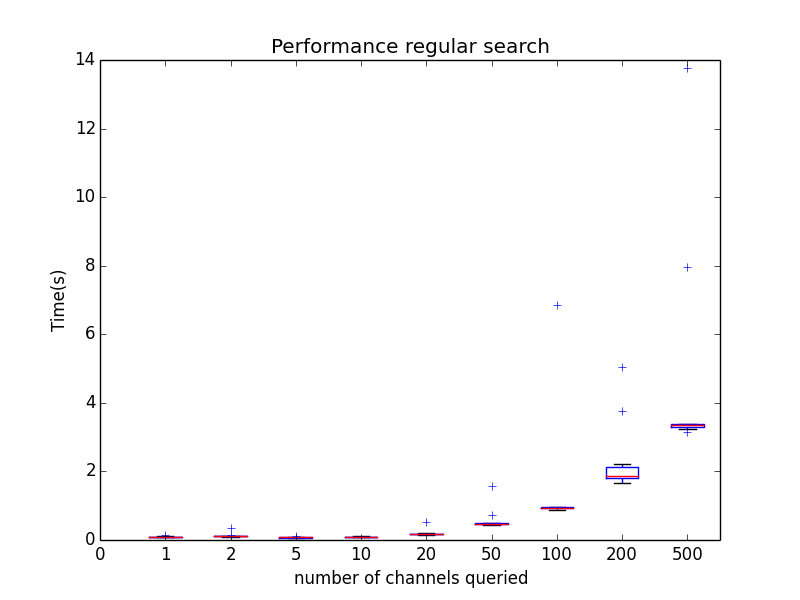 Performance regular search
14
12
10
8
6
4
2
0
Time(s)
0 1 2 5 10 20 50 100 200 500
number of channels queried